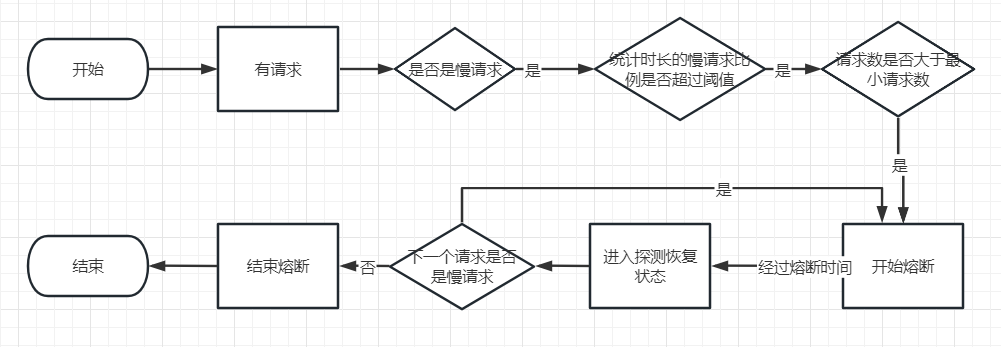 开始
有请求
是否是慢请求
是
统计时长的慢请求比
例是否超过阈值
是
请求数是否大于最
小请求数
是
是
结束
结束熔断
否
下一个请求是否
是慢请求
进入探测恢复
状态
经过熔断时间
开始熔断